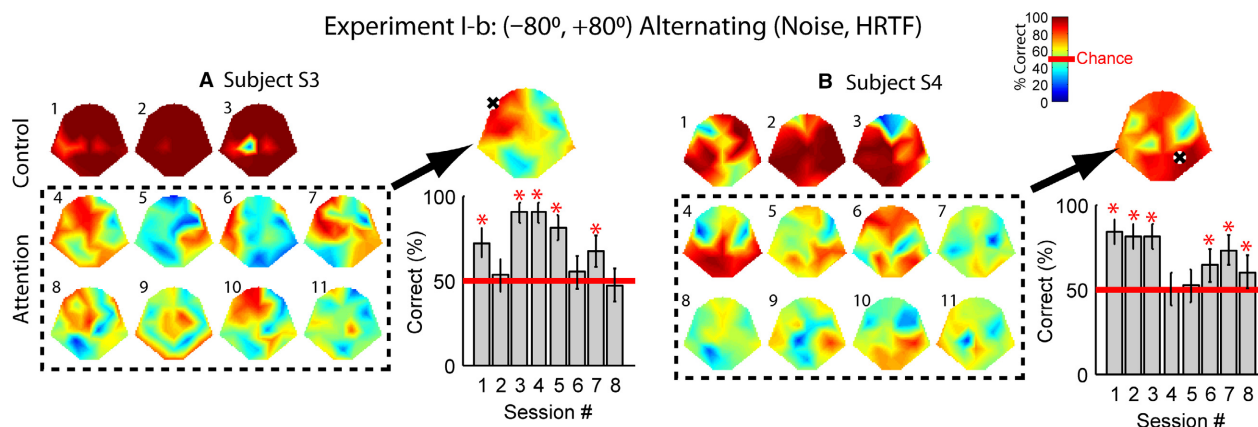 Experiment I-b: (−80º, +80º) Alternating (Noise, HRTF)
A Subject S3
Control
1 2 3
Attention
4 5 6 7
8 9 10 11
Correct (%)
100
50
0
* * * * *
1 2 3 4 5 6 7 8
Session #
% Correct
100
80
60
40
20
0
Chance
B Subject S4
1 2 3
4 5 6 7
8 9 10 11
Correct (%)
100
50
0
* * * * * *
1 2 3 4 5 6 7 8
Session #